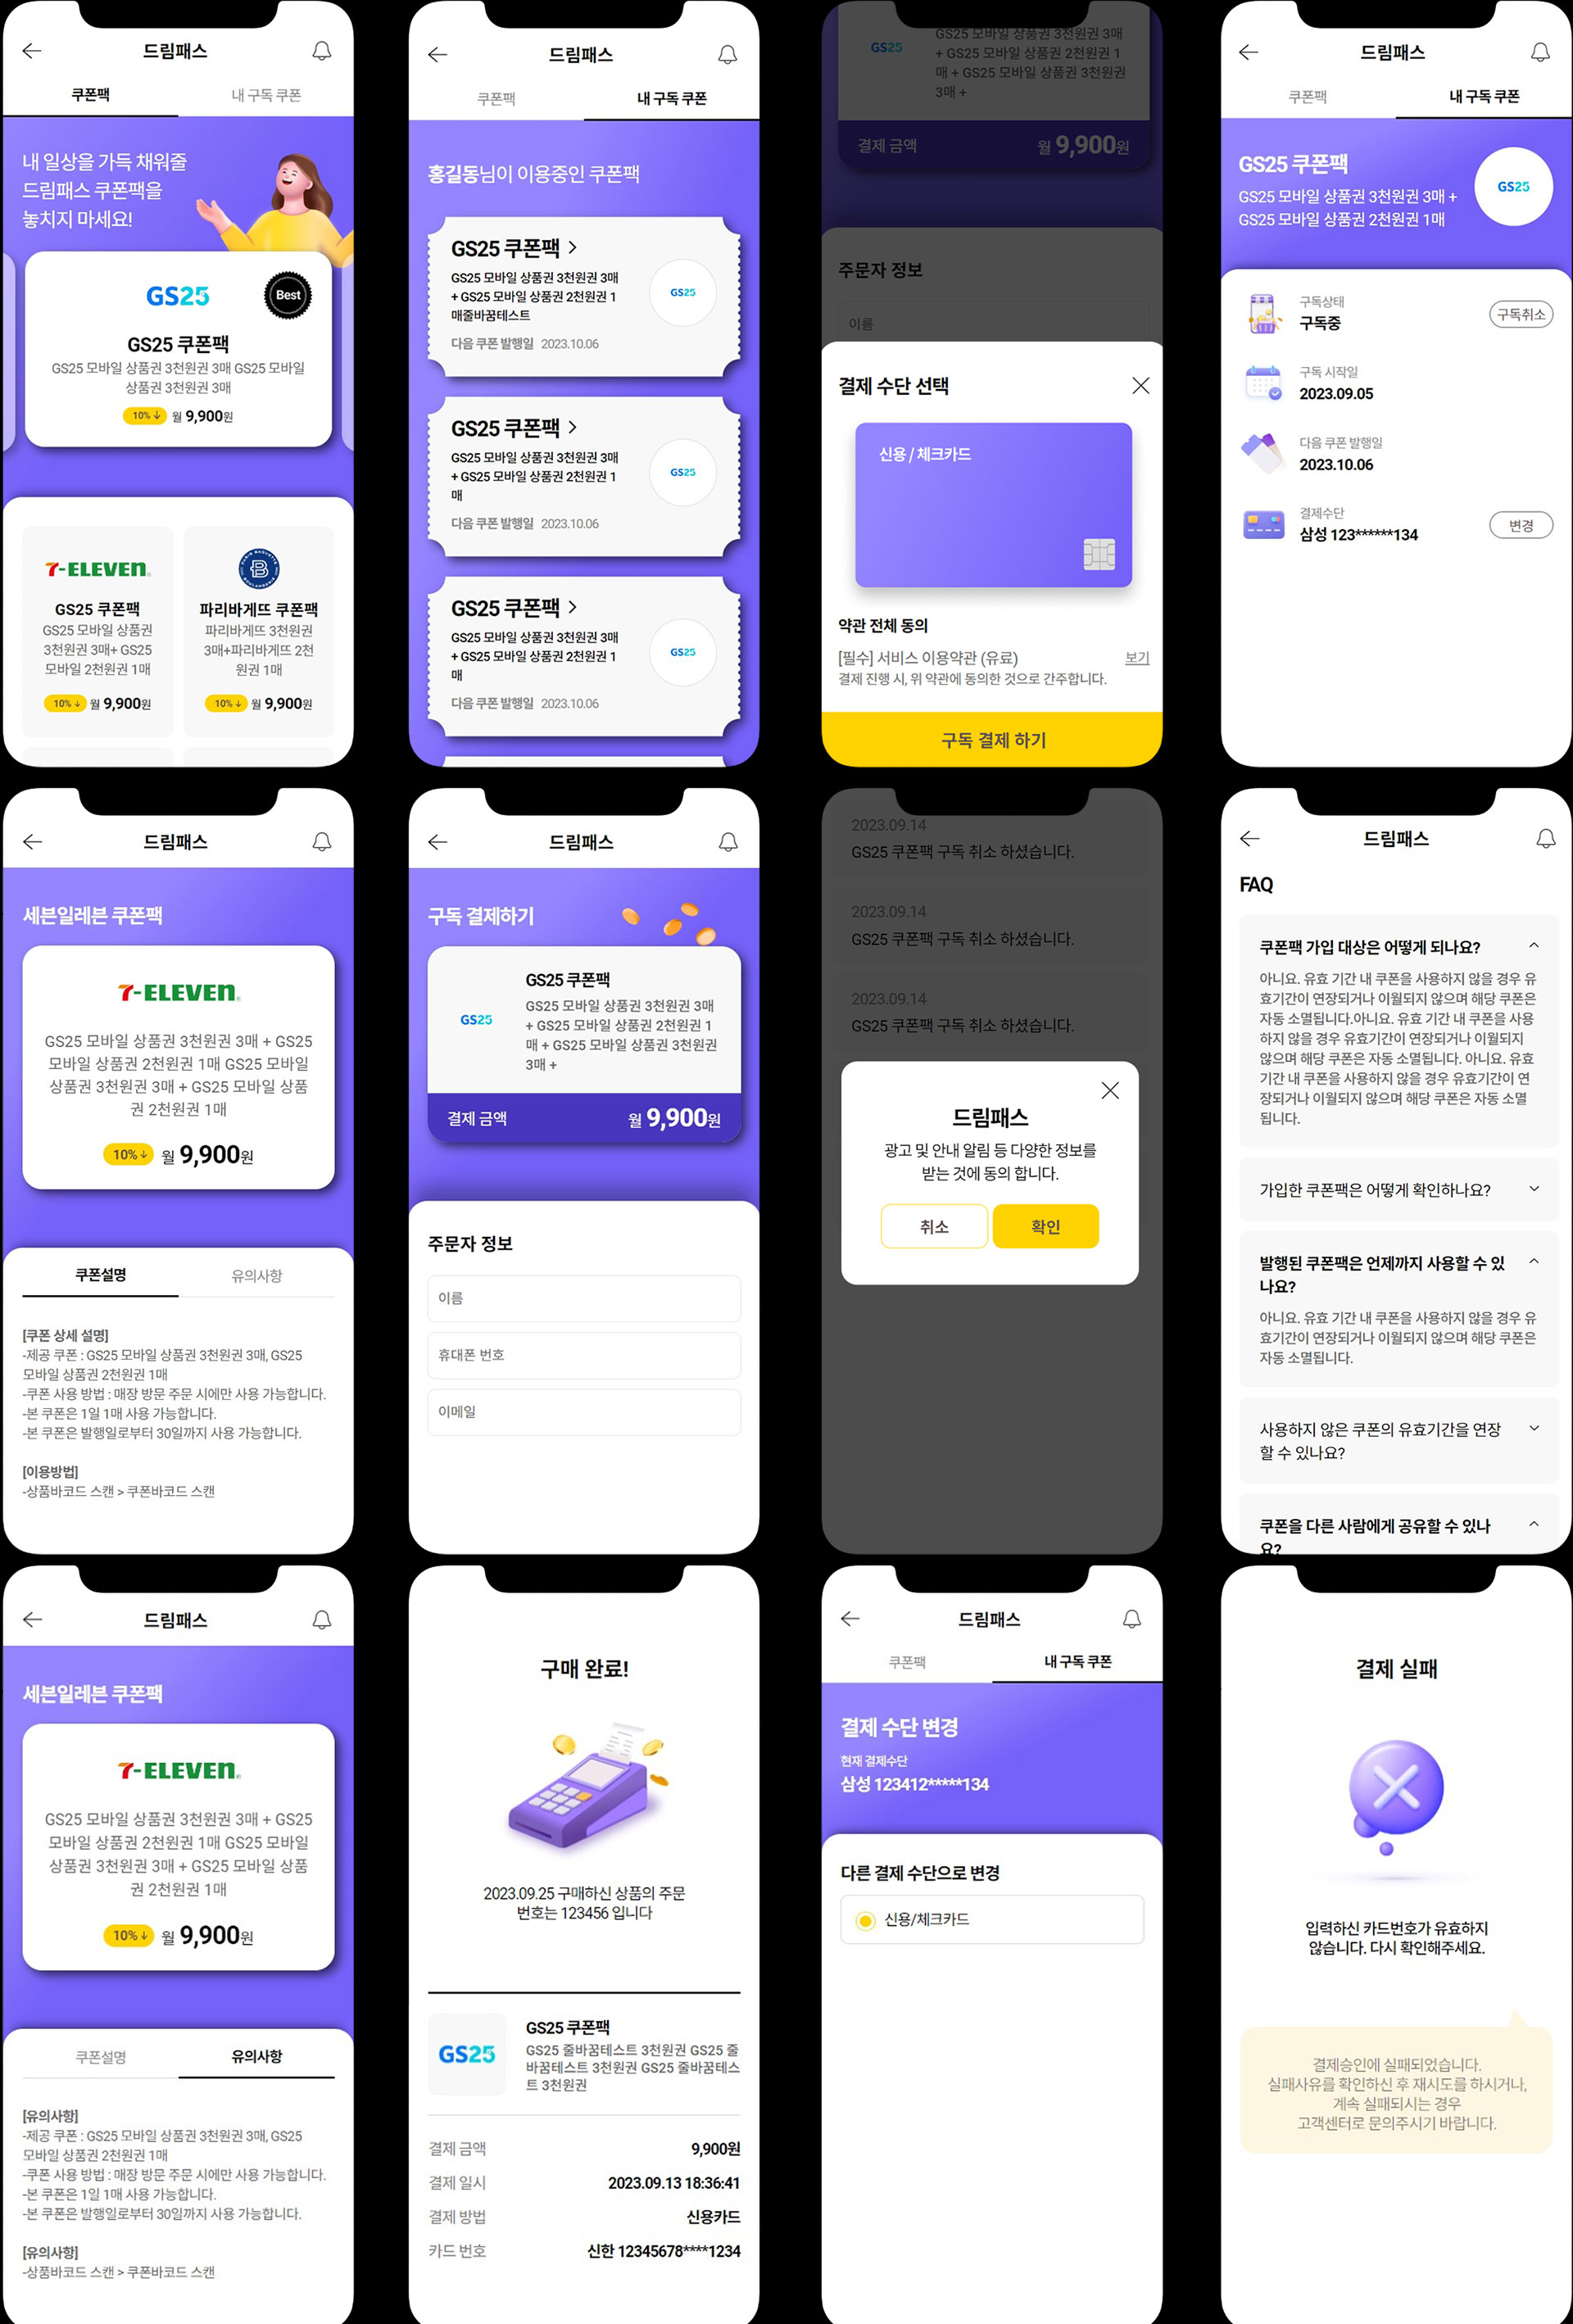 드림패스
쿠폰팩
내 구독 쿠폰
내 일상을 가득 채워줄
드림패스 쿠폰팩을
놓치지 마세요!
GS25
Best
GS25 쿠폰팩
GS25 모바일 상품권 3천원권 3매 GS25 모바일
상품권 3천원권 3매
10%↓ 월 9,900원
7-ELEVEN
GS25 쿠폰팩
GS25 모바일 상품권
3천원권 3매+ GS25
모바일 2천원권 1매
10%↓ 월 9,900원
파리바게뜨 쿠폰팩
파리바게뜨 3천원권
3매+파리바게뜨 2천
원권 1매
10%↓ 월 9,900원
드림패스
쿠폰팩
내 구독 쿠폰
홍길동님이 이용중인 쿠폰팩
GS25 쿠폰팩 >
GS25 모바일 상품권 3천원권 3매
+ GS25 모바일 상품권 2천원권 1
매줄바꿈테스트
다음 쿠폰 발행일 2023.10.06
GS25
GS25 쿠폰팩 >
GS25 모바일 상품권 3천원권 3매
+ GS25 모바일 상품권 2천원권 1
매
다음 쿠폰 발행일 2023.10.06
GS25
GS25 쿠폰팩 >
GS25 모바일 상품권 3천원권 3매
+ GS25 모바일 상품권 2천원권 1
매
다음 쿠폰 발행일 2023.10.06
GS25
GS25
GS25 모바일 상품권 3천원권 3매
+ GS25 모바일 상품권 2천원권 1
매 + GS25 모바일 상품권 3천원권
3매 +
결제 금액
월 9,900원
주문자 정보
이름
결제 수단 선택
신용 / 체크카드
약관 전체 동의
[필수] 서비스 이용약관 (유료)
보기
결제 진행 시, 위 약관에 동의한 것으로 간주합니다.
구독 결제 하기
드림패스
쿠폰팩
내 구독 쿠폰
GS25 쿠폰팩
GS25 모바일 상품권 3천원권 3매 +
GS25 모바일 상품권 2천원권 1매
GS25
구독상태
구독중
구독취소
구독 시작일
2023.09.05
다음 쿠폰 발행일
2023.10.06
결제수단
삼성 123******134
변경
드림패스
세븐일레븐 쿠폰팩
7-ELEVEN
GS25 모바일 상품권 3천원권 3매 + GS25
모바일 상품권 2천원권 1매 GS25 모바일
상품권 3천원권 3매 + GS25 모바일 상품
권 2천원권 1매
10%↓ 월 9,900원
쿠폰설명
유의사항
[쿠폰 상세 설명]
-제공 쿠폰 : GS25 모바일 상품권 3천원권 3매, GS25
모바일 상품권 2천원권 1매
-쿠폰 사용 방법 : 매장 방문 주문 시에만 사용 가능합니다.
-본 쿠폰은 1일 1매 사용 가능합니다.
-본 쿠폰은 발행일로부터 30일까지 사용 가능합니다.
[이용방법]
-상품바코드 스캔 > 쿠폰바코드 스캔
드림패스
구독 결제하기
GS25
GS25 쿠폰팩
GS25 모바일 상품권 3천원권 3매
+ GS25 모바일 상품권 2천원권 1
매 + GS25 모바일 상품권 3천원권
3매 +
결제 금액
월 9,900원
주문자 정보
이름
휴대폰 번호
이메일
2023.09.14
GS25 쿠폰팩 구독 취소 하셨습니다.
2023.09.14
GS25 쿠폰팩 구독 취소 하셨습니다.
2023.09.14
GS25 쿠폰팩 구독 취소 하셨습니다.
드림패스
광고 및 안내 알림 등 다양한 정보를
받는 것에 동의 합니다.
취소
확인
드림패스
FAQ
쿠폰팩 가입 대상은 어떻게 되나요?
아니요. 유효 기간 내 쿠폰을 사용하지 않을 경우 유
효기간이 연장되거나 이월되지 않으며 해당 쿠폰은
자동 소멸됩니다.아니요. 유효 기간 내 쿠폰을 사용
하지 않을 경우 유효기간이 연장되거나 이월되지
않으며 해당 쿠폰은 자동 소멸됩니다. 아니요. 유효
기간 내 쿠폰을 사용하지 않을 경우 유효기간이 연
장되거나 이월되지 않으며 해당 쿠폰은 자동 소멸
됩니다.
가입한 쿠폰팩은 어떻게 확인하나요?
발행된 쿠폰팩은 언제까지 사용할 수 있
나요?
아니요. 유효 기간 내 쿠폰을 사용하지 않을 경우 유
효기간이 연장되거나 이월되지 않으며 해당 쿠폰은
자동 소멸됩니다.
사용하지 않은 쿠폰의 유효기간을 연장
할 수 있나요?
쿠폰을 다른 사람에게 공유할 수 있나
요?
드림패스
세븐일레븐 쿠폰팩
7-ELEVEN
GS25 모바일 상품권 3천원권 3매 + GS25
모바일 상품권 2천원권 1매 GS25 모바일
상품권 3천원권 3매 + GS25 모바일 상품
권 2천원권 1매
10%↓ 월 9,900원
쿠폰설명
유의사항
[유의사항]
-제공 쿠폰 : GS25 모바일 상품권 3천원권 3매, GS25
모바일 상품권 2천원권 1매
-쿠폰 사용 방법 : 매장 방문 주문 시에만 사용 가능합니다.
-본 쿠폰은 1일 1매 사용 가능합니다.
-본 쿠폰은 발행일로부터 30일까지 사용 가능합니다.
[유의사항]
-상품바코드 스캔 > 쿠폰바코드 스캔
구매 완료!
2023.09.25 구매하신 상품의 주문
번호는 123456 입니다
GS25
GS25 쿠폰팩
GS25 줄바꿈테스트 3천원권 GS25 줄
바꿈테스트 3천원권 GS25 줄바꿈테스
트 3천원권
결제 금액
9,900원
결제 일시
2023.09.13 18:36:41
결제 방법
신용카드
카드 번호
신한 12345678****1234
드림패스
쿠폰팩
내 구독 쿠폰
결제 수단 변경
현재 결제수단
삼성 123412*****134
다른 결제 수단으로 변경
신용/체크카드
결제 실패
입력하신 카드번호가 유효하지
않습니다. 다시 확인해주세요.
결제승인에 실패되었습니다.
실패사유를 확인하신 후 재시도를 하시거나,
계속 실패되시는 경우
고객센터로 문의주시기 바랍니다.